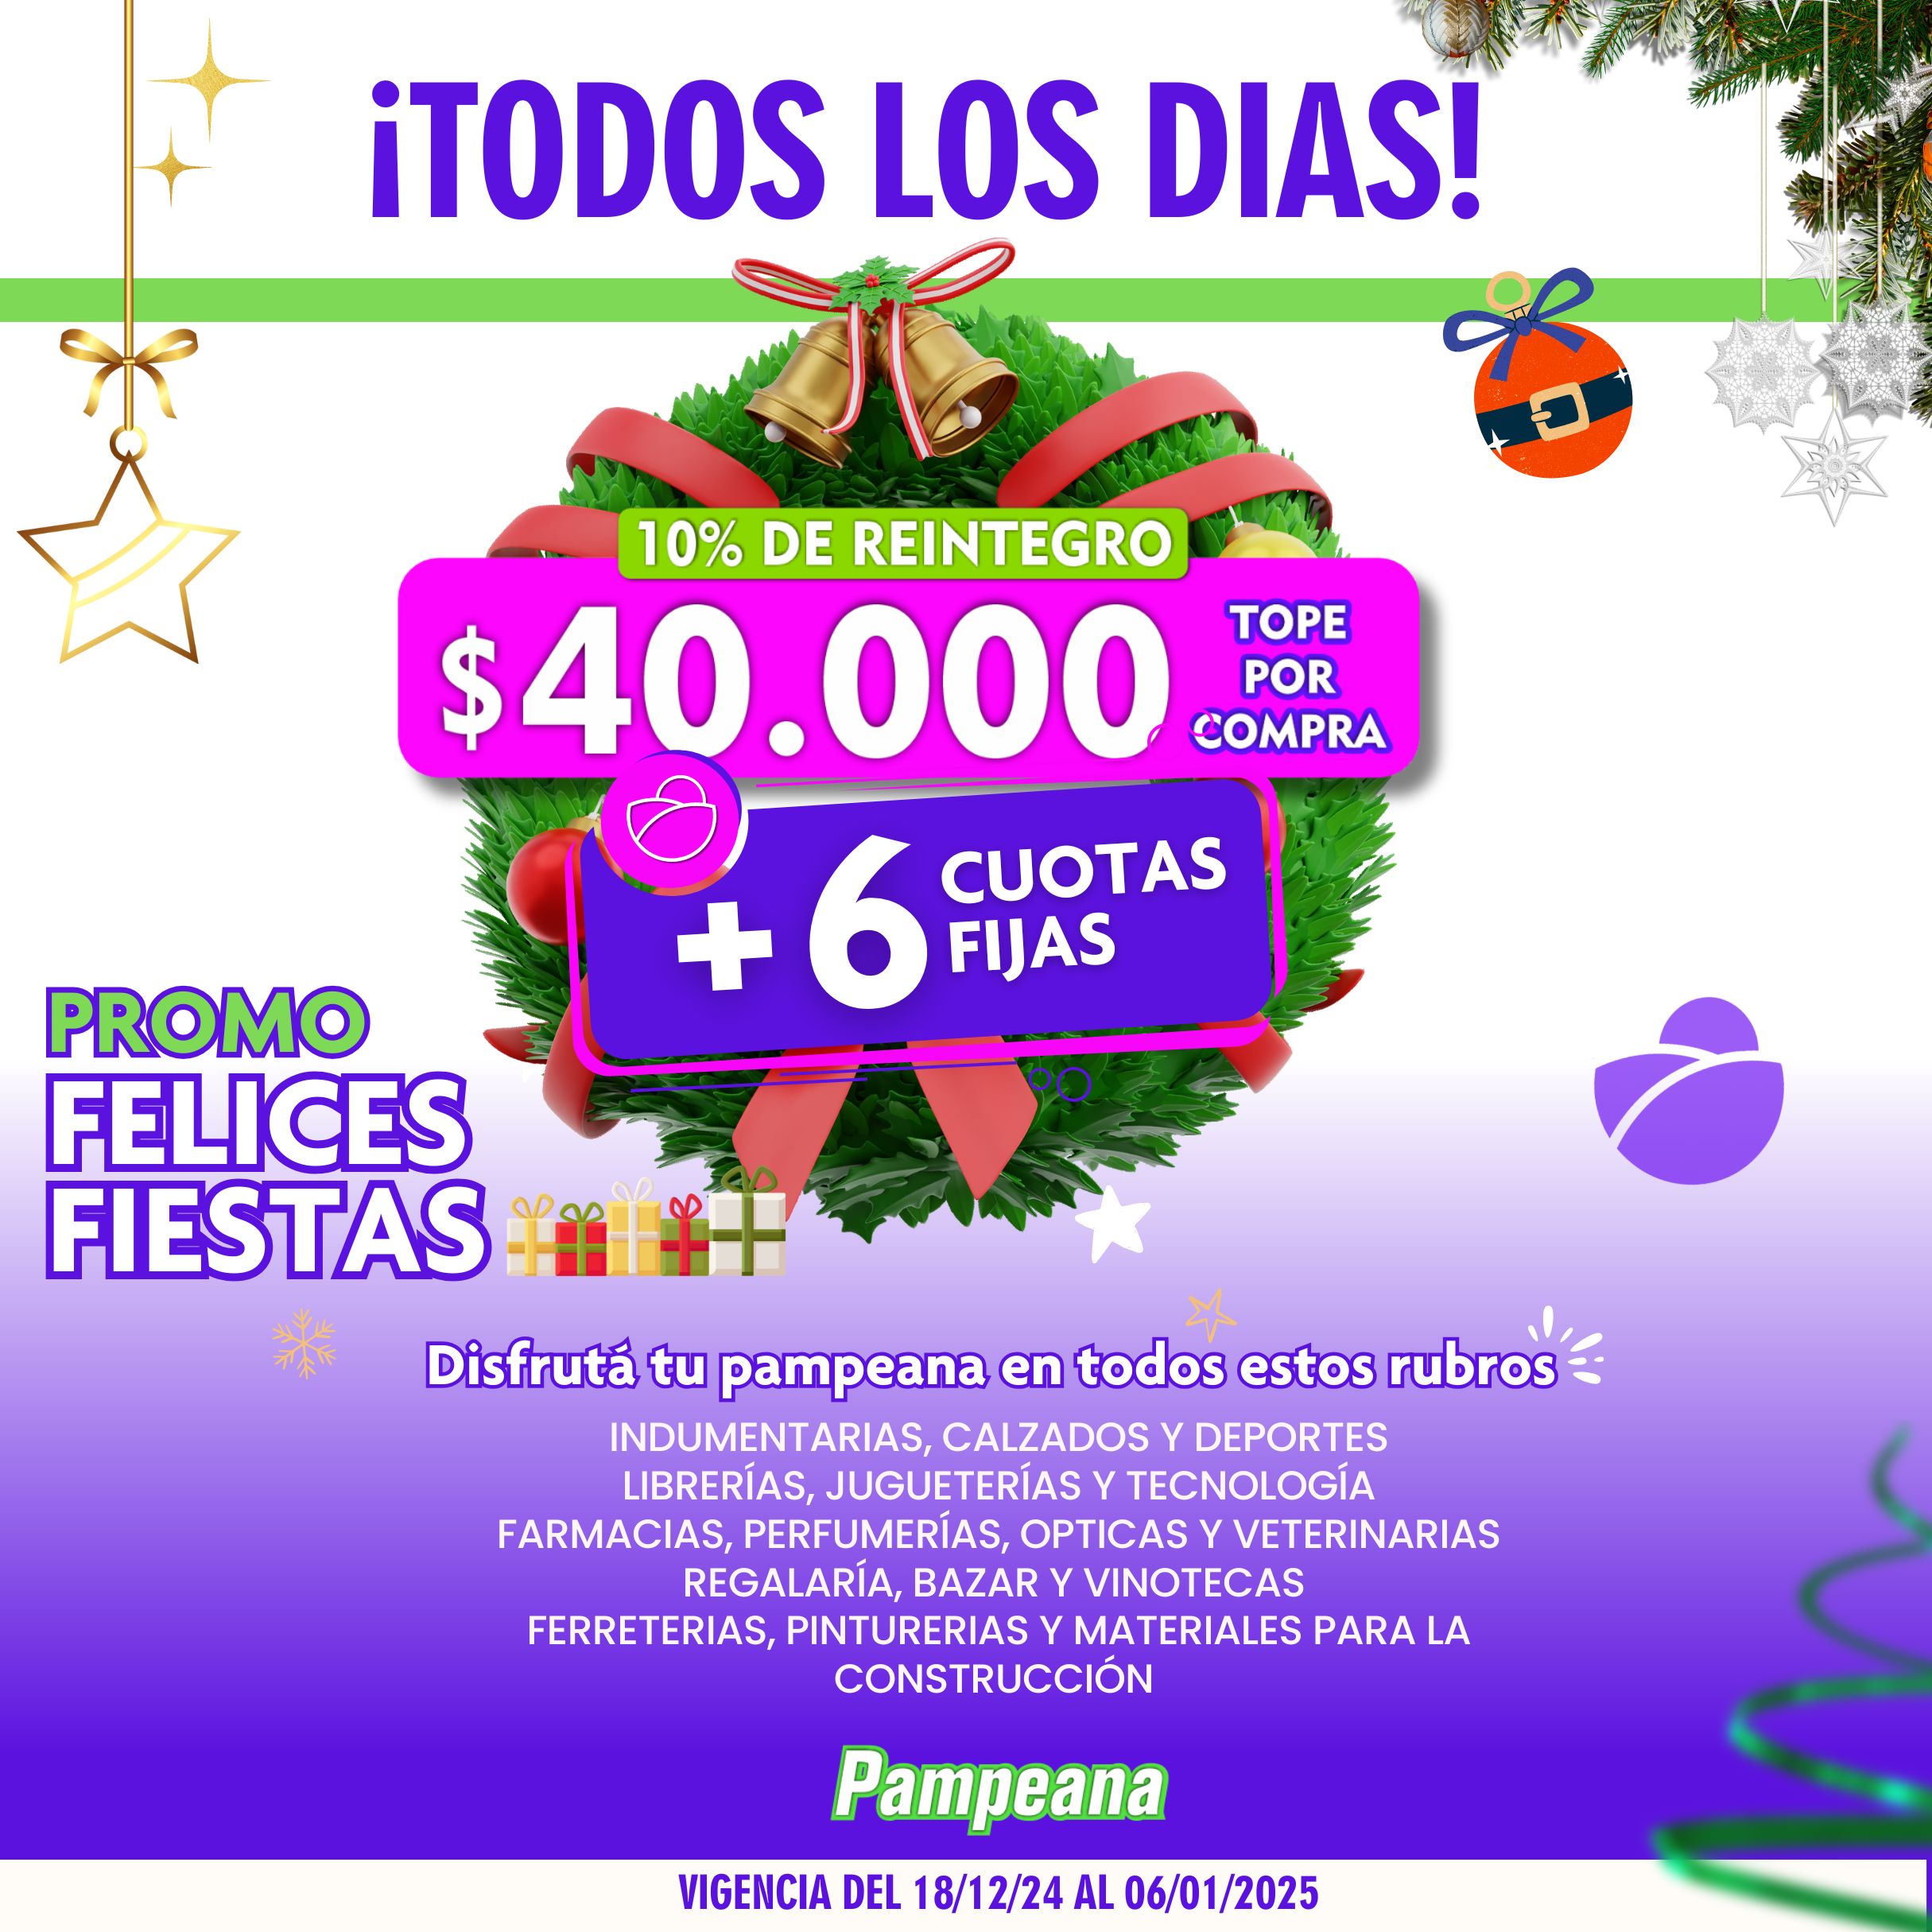 ¡TODOS LOS DIAS!
10% DE REINTEGRO
$40.000
TOPE
POR
COMPRA
+ 6 CUOTAS
FIJAS
PROMO
FELICES
FIESTAS
Disfrutá tu pampeana en todos estos rubros
INDUMENTARIAS, CALZADOS Y DEPORTES
LIBRERÍAS, JUGUETERÍAS Y TECNOLOGÍA
FARMACIAS, PERFUMERÍAS, OPTICAS Y VETERINARIAS
REGALARÍA, BAZAR Y VINOTECAS
FERRETERIAS, PINTURERIAS Y MATERIALES PARA LA
CONSTRUCCIÓN
Pampeana
VIGENCIA DEL 18/12/24 AL 06/01/2025